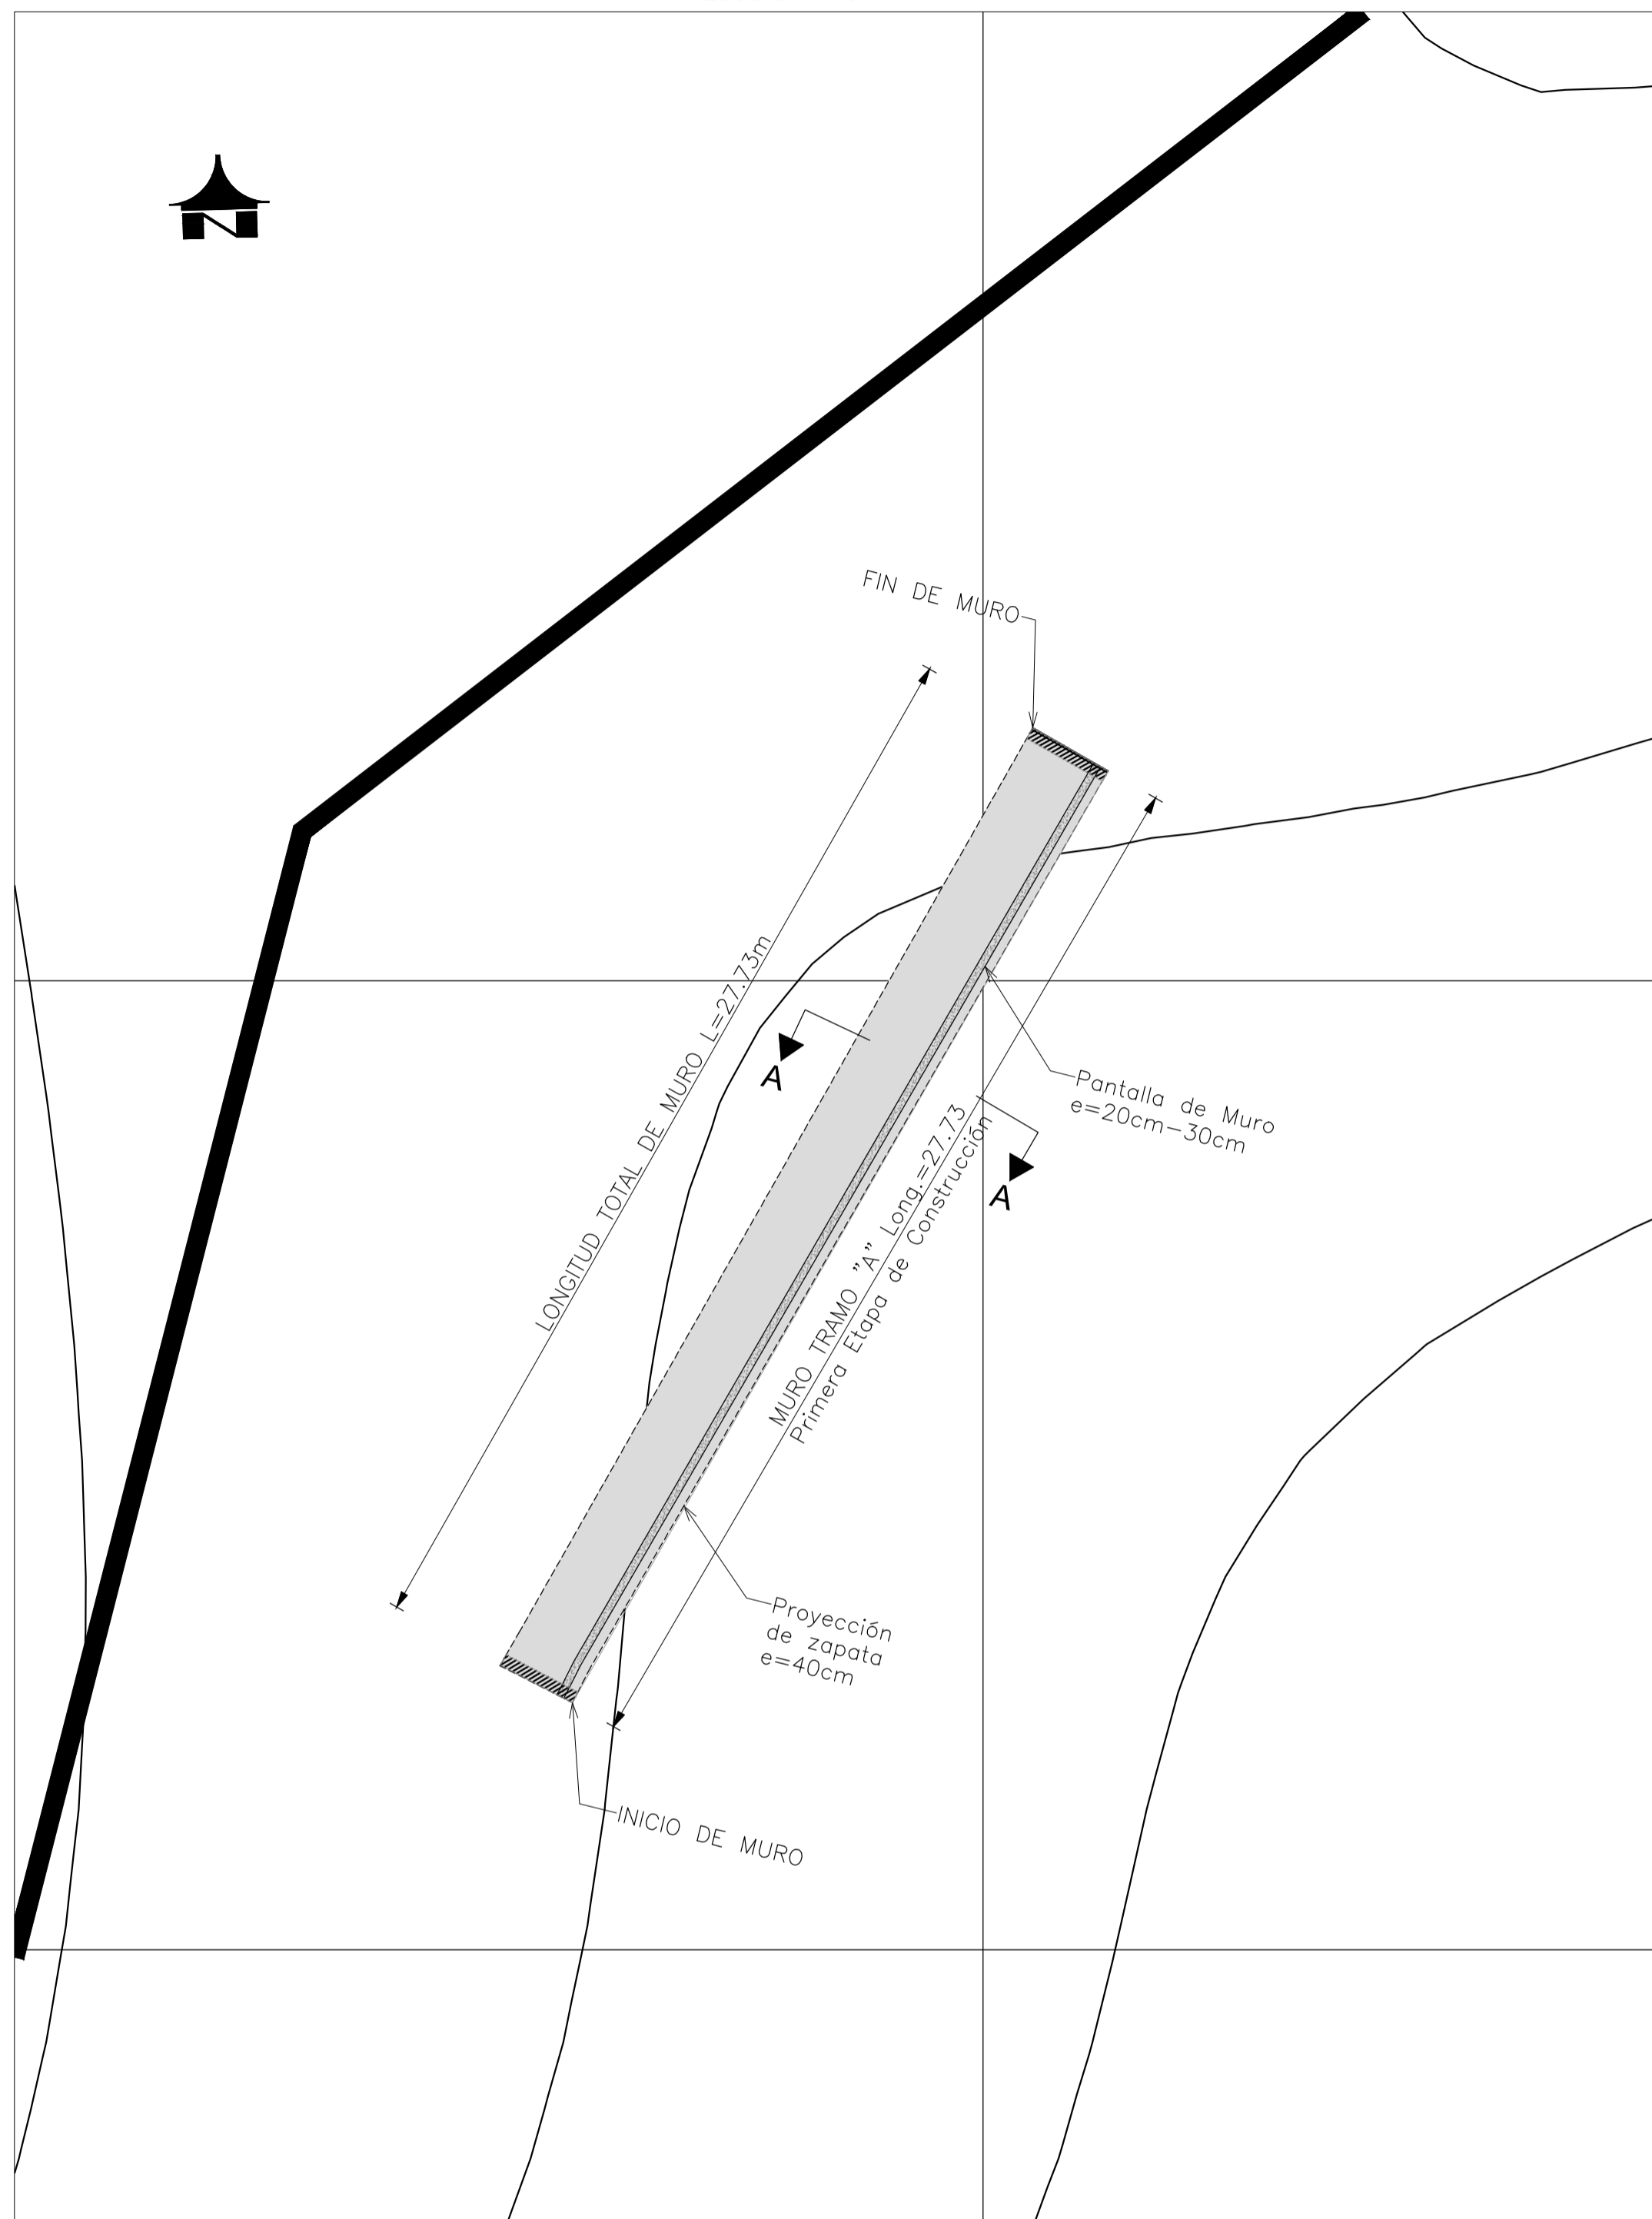 N
FIN DE MURO
LONGITUD TOTAL DE MURO L=27.73m
A
Pantalla de Muro
e=20cm-30cm
A
MURO TRAMO "A" Long.=27.73
Primera Etapa de Construcción
Proyección
de zapata
e=40cm
INICIO DE MURO